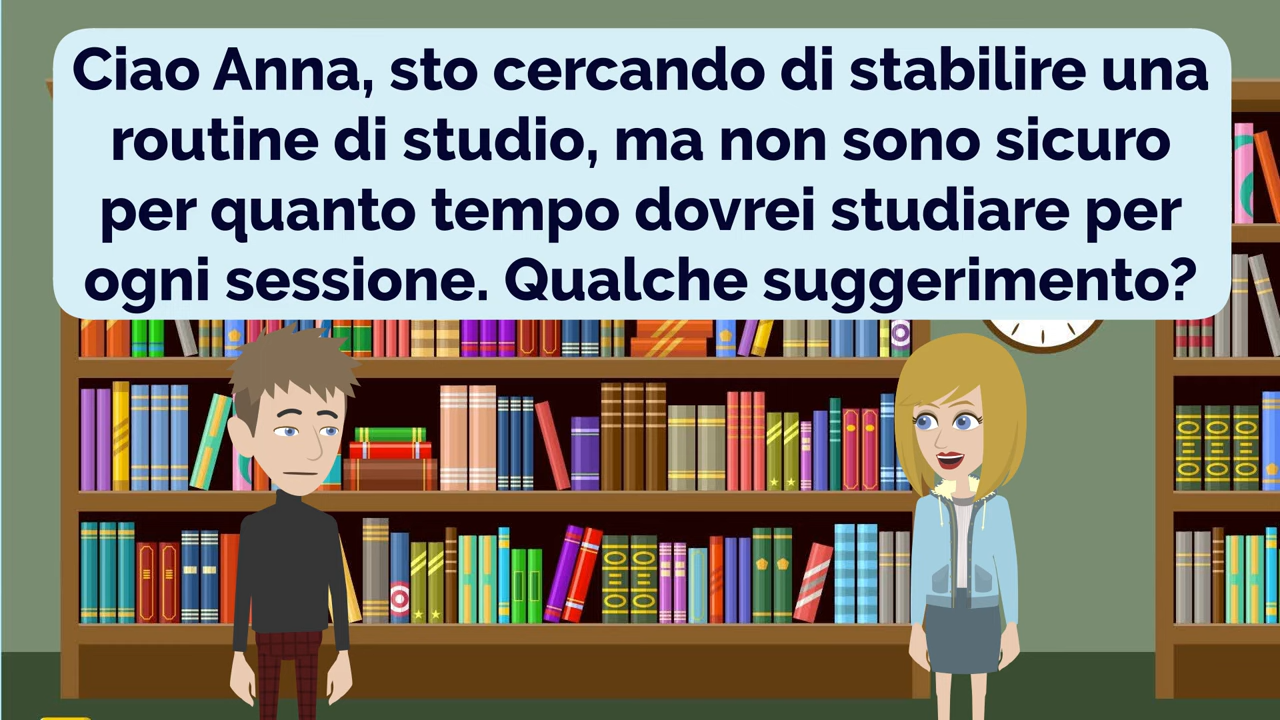 Ciao Anna, sto cercando di stabilire una
routine di studio, ma non sono sicuro
per quanto tempo dovrei studiare per
ogni sessione. Qualche suggerimento?